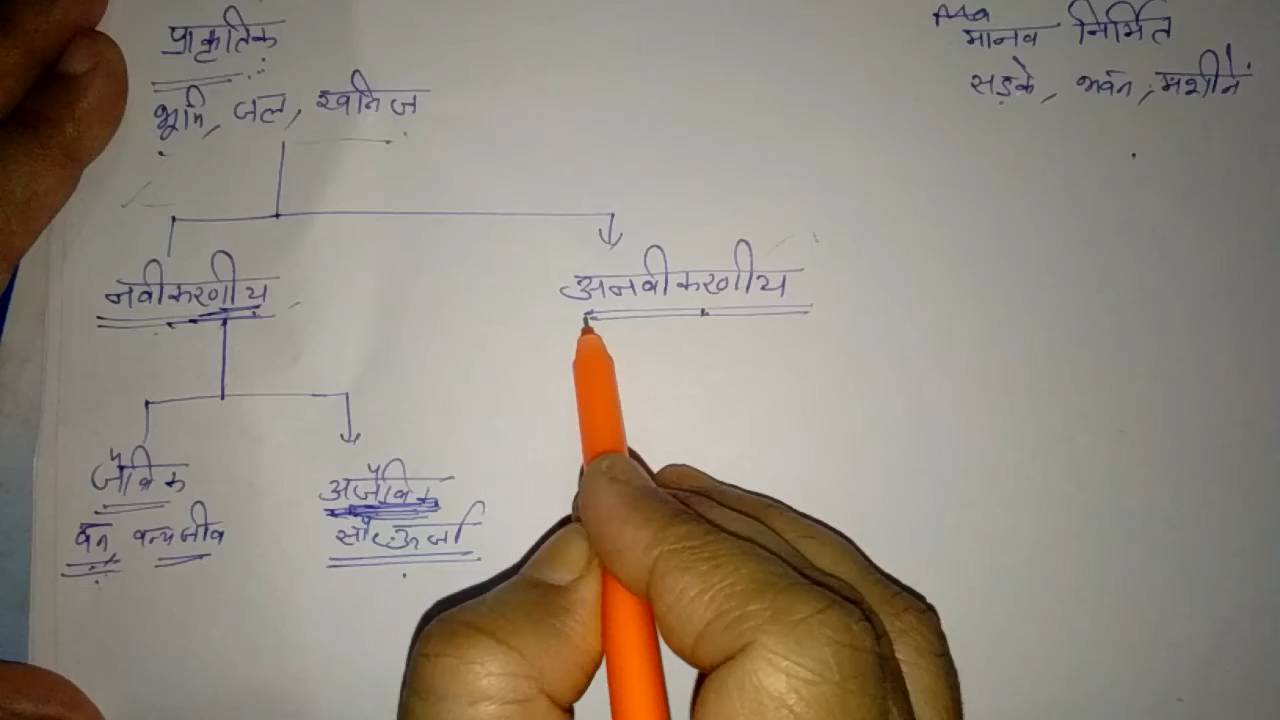 प्राकृतिक
भूमि, जल, खनिज
मानव निर्मित
सड़के, भवन, मशीनें
नवीकरणीय
अनवीकरणीय
जैविक
वन, वन्यजीव
अजैविक
सौर ऊर्जा